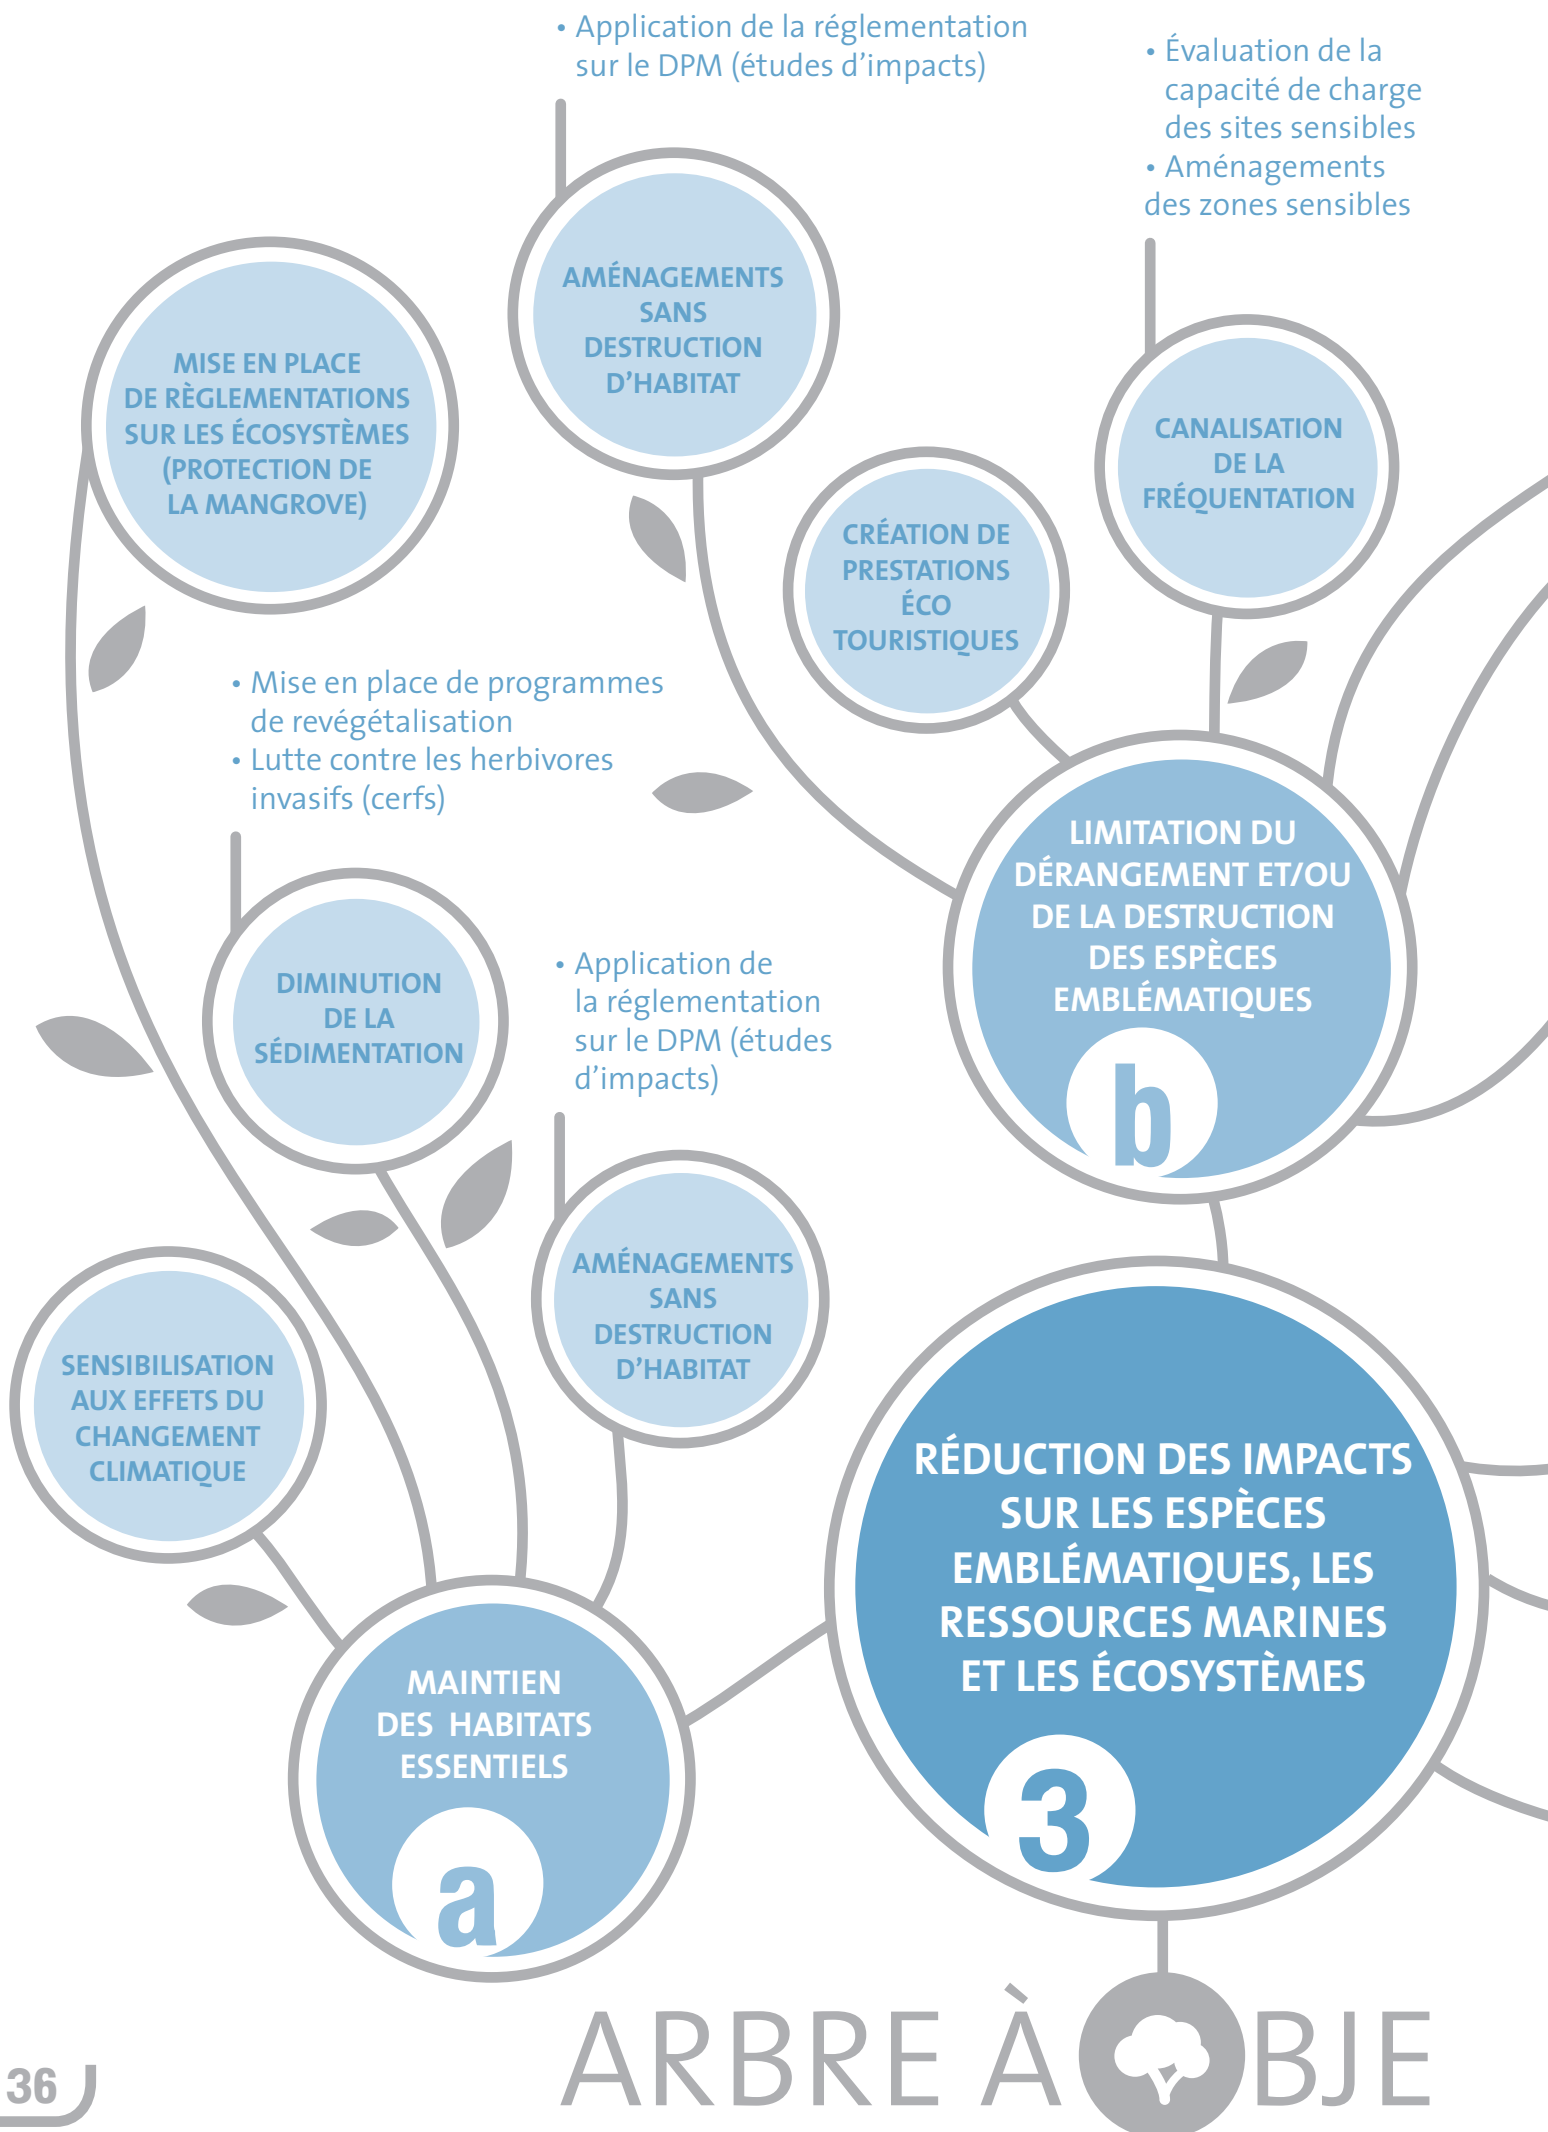 • Application de la réglementation
sur le DPM (études d’impacts)
• Évaluation de la
capacité de charge
des sites sensibles
• Aménagements
des zones sensibles
AMÉNAGEMENTS
SANS
DESTRUCTION
D’HABITAT
MISE EN PLACE
DE RÈGLEMENTATIONS
SUR LES ÉCOSYSTÈMES
(PROTECTION DE
LA MANGROVE)
CANALISATION
DE LA
FRÉQUENTATION
CRÉATION DE
PRESTATIONS
ÉCO
TOURISTIQUES
• Mise en place de programmes
de revégétalisation
• Lutte contre les herbivores
invasifs (cerfs)
LIMITATION DU
DÉRANGEMENT ET/OU
DE LA DESTRUCTION
DES ESPÈCES
EMBLÉMATIQUES
b
DIMINUTION
DE LA
SÉDIMENTATION
• Application de
la réglementation
sur le DPM (études
d’impacts)
AMÉNAGEMENTS
SANS
DESTRUCTION
D’HABITAT
SENSIBILISATION
AUX EFFETS DU
CHANGEMENT
CLIMATIQUE
RÉDUCTION DES IMPACTS
SUR LES ESPÈCES
EMBLÉMATIQUES, LES
RESSOURCES MARINES
ET LES ÉCOSYSTÈMES
3
MAINTIEN
DES HABITATS
ESSENTIELS
a
ARBRE À OBJE
36